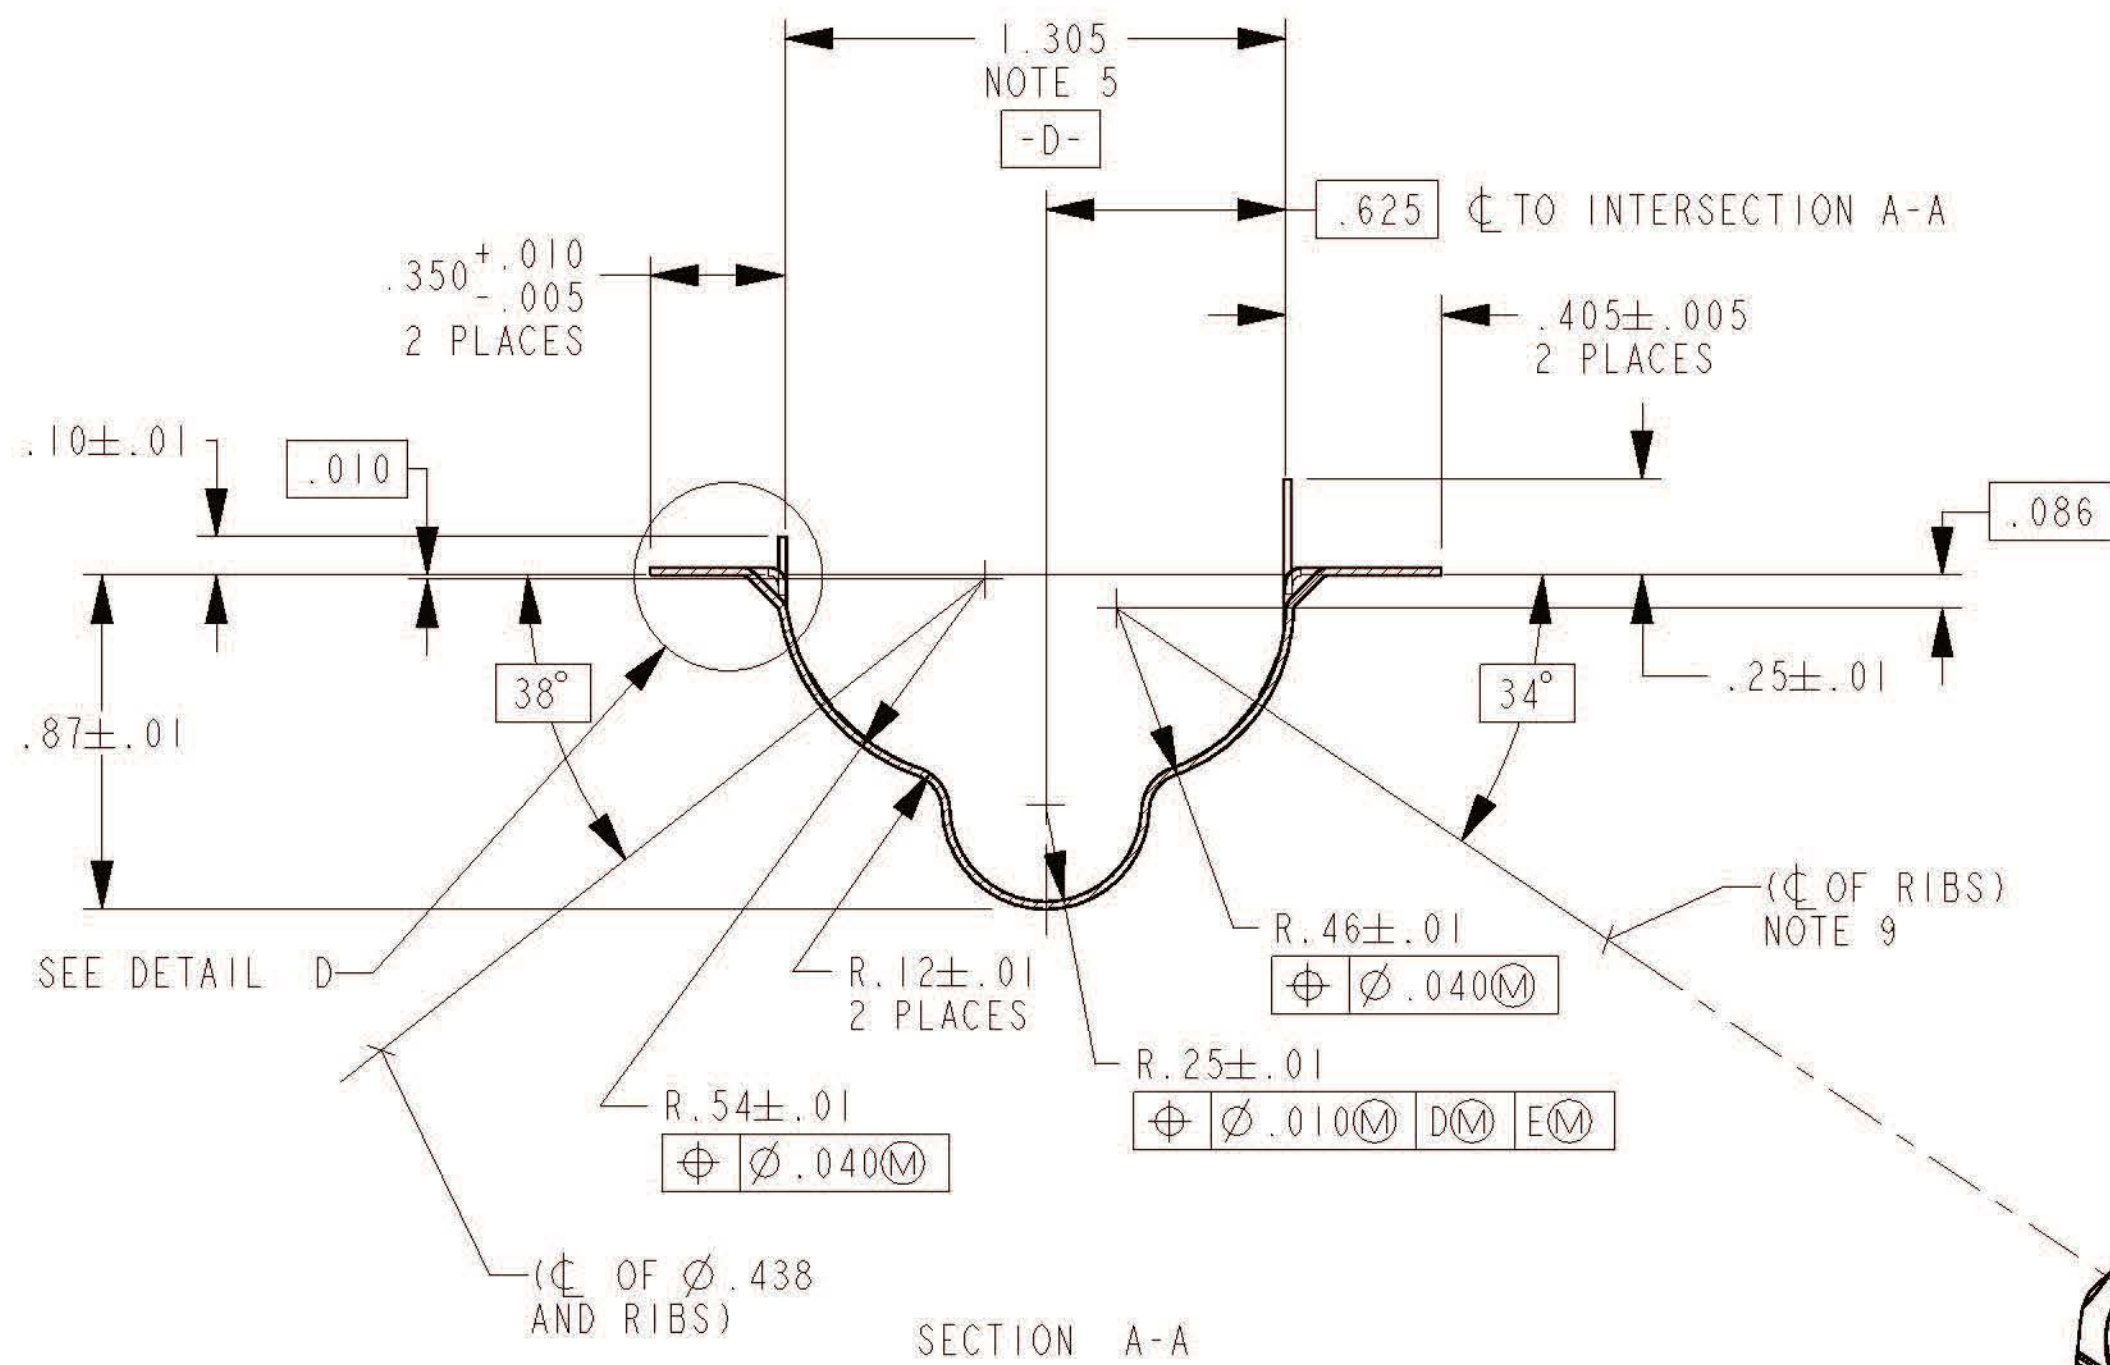 1.305
NOTE 5
-D-
.625 ℄ TO INTERSECTION A-A
.350 +.010
-.005
2 PLACES
.405±.005
2 PLACES
.10±.01
.010
.086
38°
34°
.25±.01
.87±.01
(℄ OF RIBS)
NOTE 9
R.46±.01
⌖ ∅.040Ⓜ
SEE DETAIL D
R.12±.01
2 PLACES
R.25±.01
⌖ ∅.010Ⓜ DⓂ EⓂ
R.54±.01
⌖ ∅.040Ⓜ
(℄ OF ∅.438
AND RIBS)
SECTION A-A